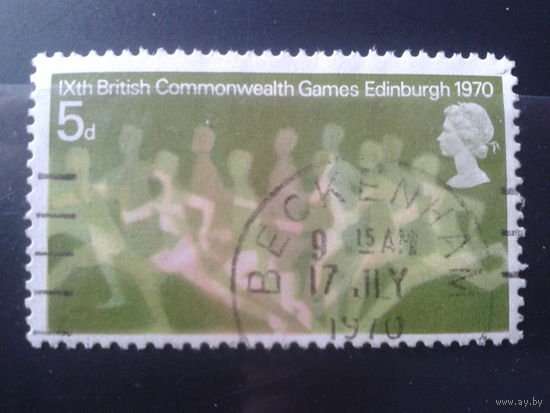 IXth British Commonwealth Games Edinburgh 1970
5d
BECKENHAM
9 15 AM
17 JLY
1970
www.ay.by